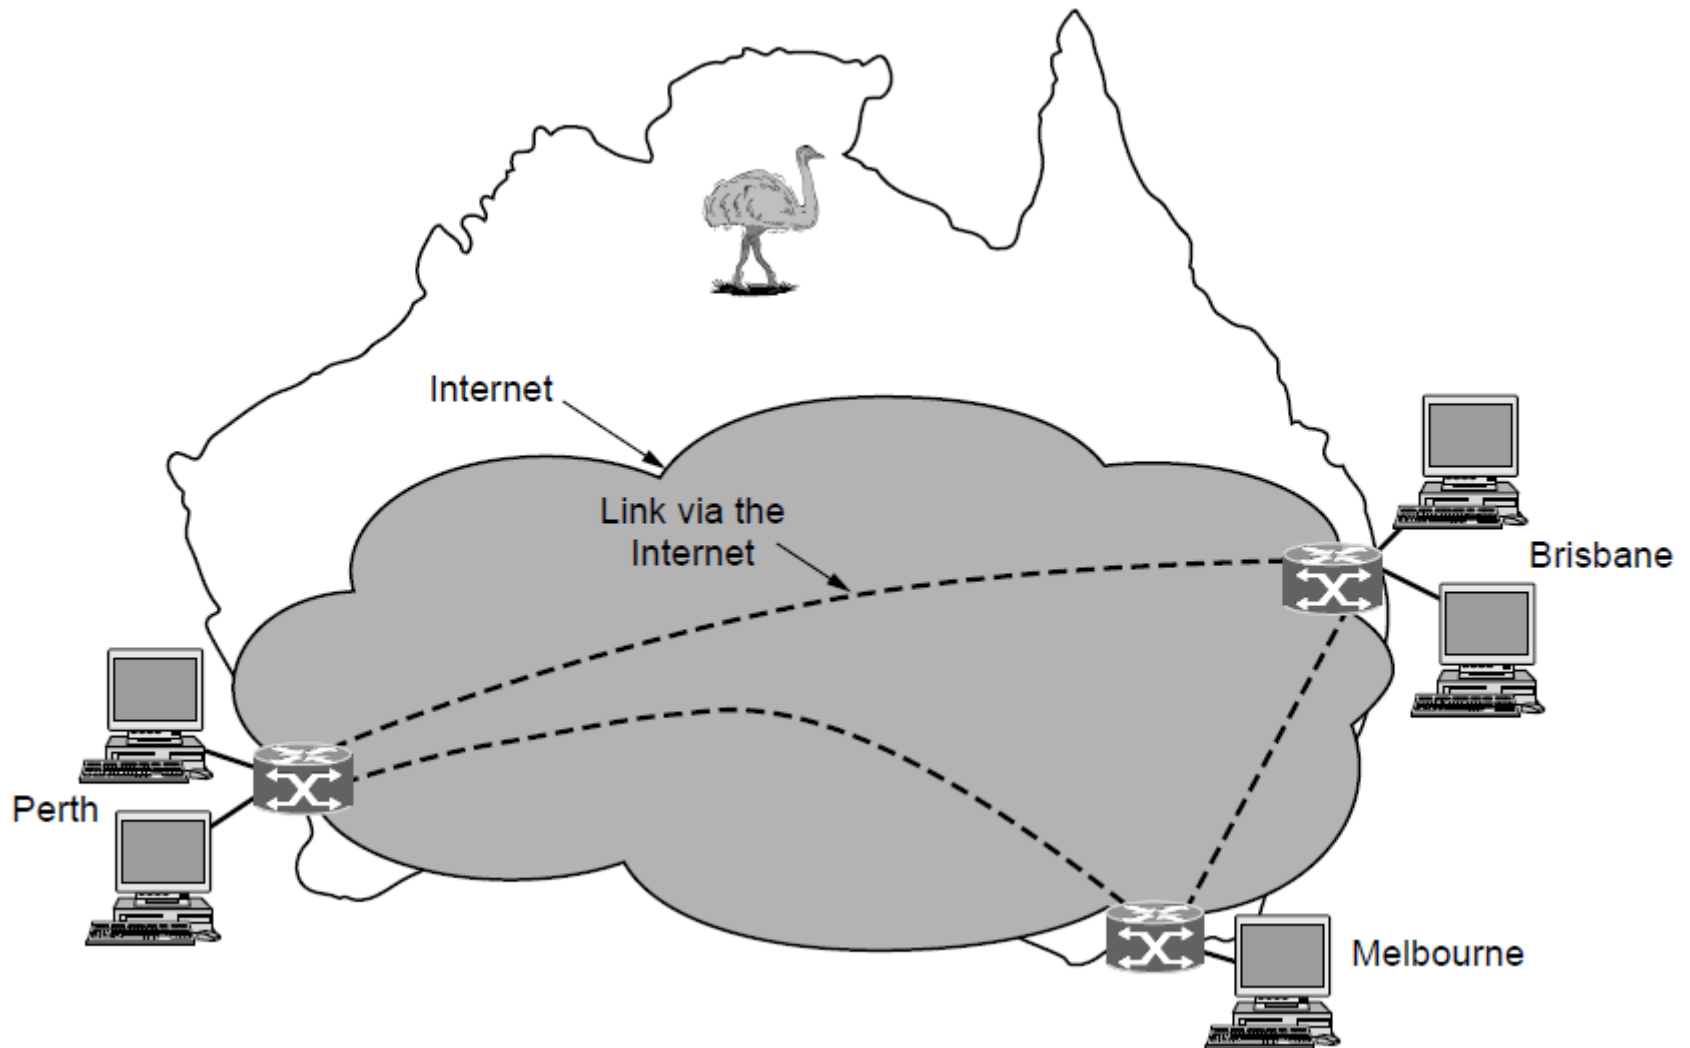 Internet
Link via the
Internet
Brisbane
Perth
Melbourne